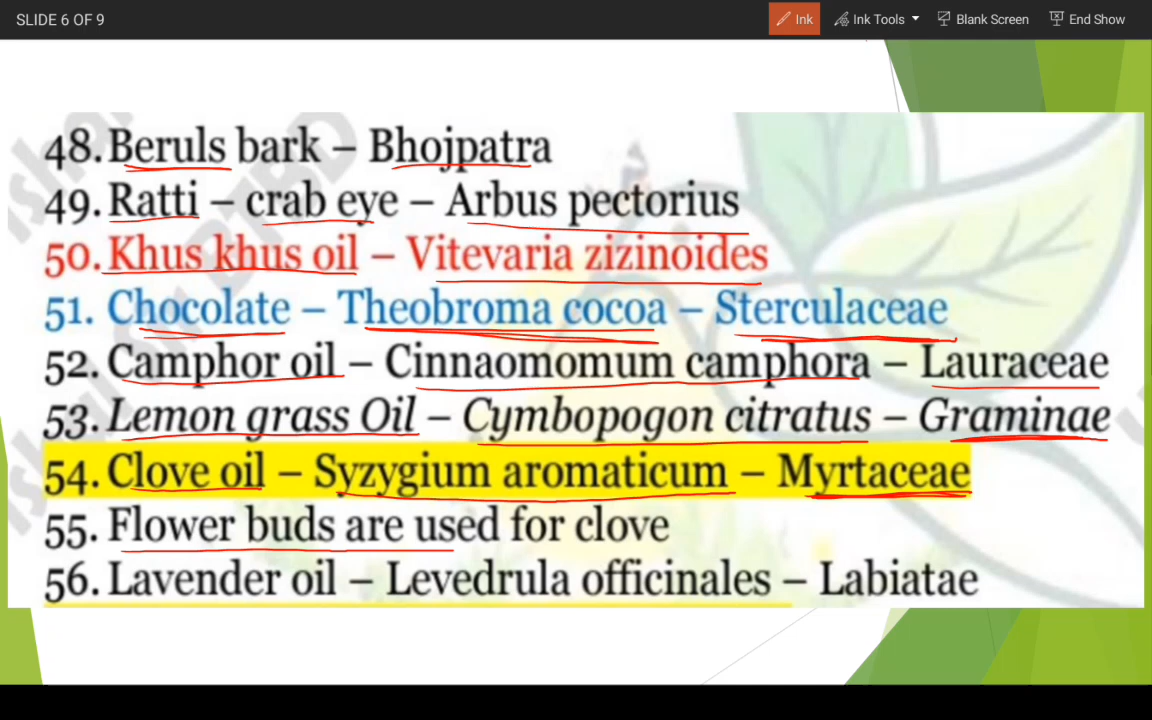 SLIDE 6 OF 9 Ink Ink Tools Blank Screen End Show
48. Beruls bark – Bhojpatra
49. Ratti – crab eye – Arbus pectorius
50. Khus khus oil – Vitevaria zizinoides
51. Chocolate – Theobroma cocoa – Sterculaceae
52. Camphor oil – Cinnaomomum camphora – Lauraceae
53. Lemon grass Oil – Cymbopogon citratus – Graminae
54. Clove oil – Syzygium aromaticum – Myrtaceae
55. Flower buds are used for clove
56. Lavender oil – Levedrula officinales – Labiatae